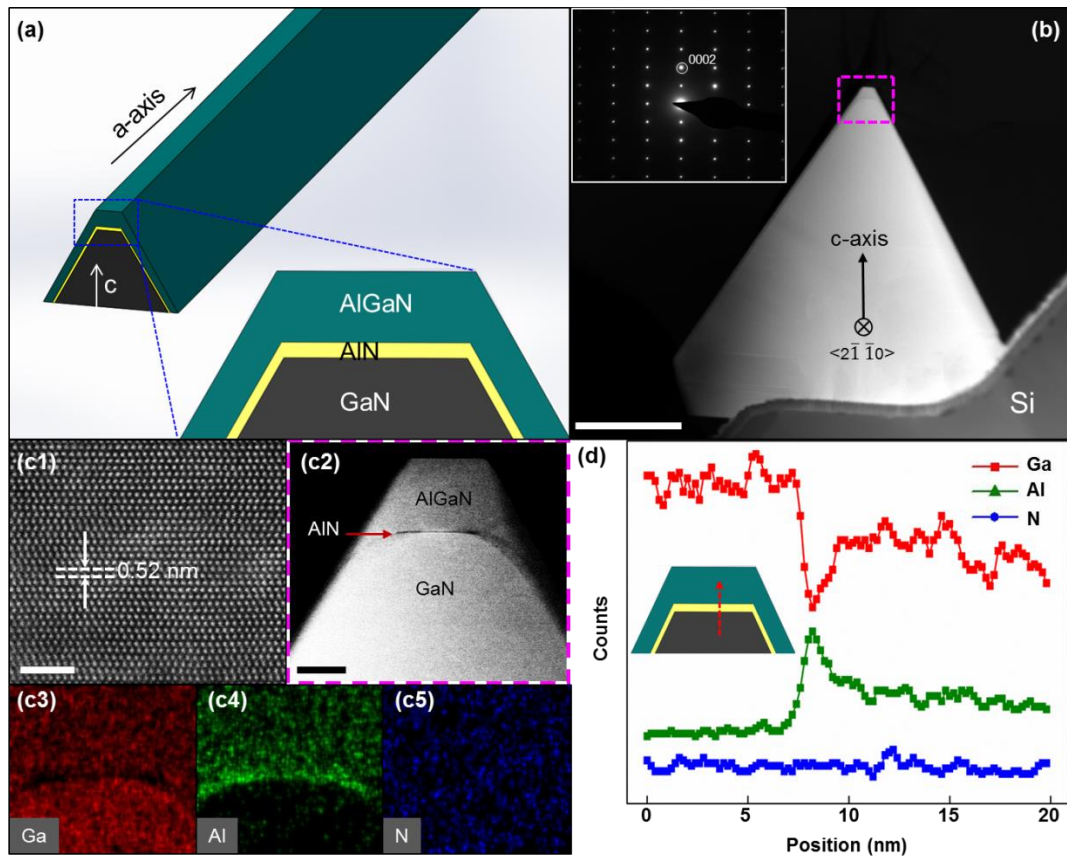 (a)
a-axis
c
AlGaN
AlN
GaN
(b)
0002
c-axis
<21̄ 1̄0>
Si
(c1)
0.52 nm
(c2)
AlGaN
AlN
GaN
(c3)
Ga
(c4)
Al
(c5)
N
(d)
Ga
Al
N
Counts
0
5
10
15
20
Position (nm)